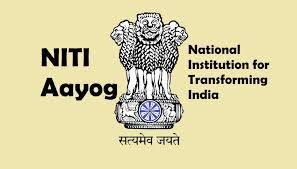 NITI
Aayog
National
Institution for
Transforming
India
सत्यमेव जयते